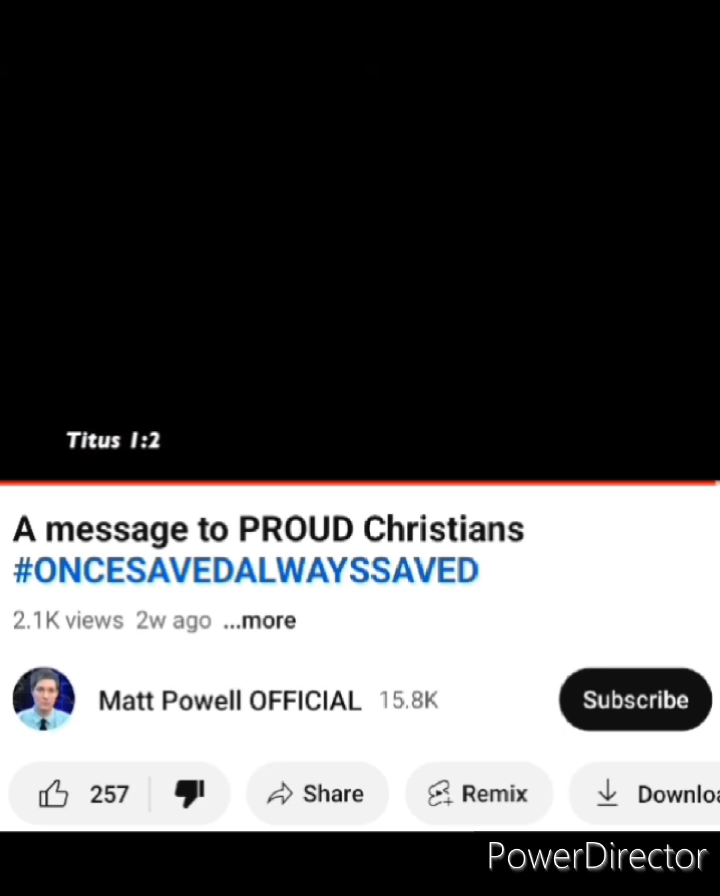 Titus 1:2
A message to PROUD Christians
#ONCESAVEDALWAYSSAVED
2.1K views 2w ago ...more
Matt Powell OFFICIAL 15.8K Subscribe
257 Share Remix Downloa
PowerDirector